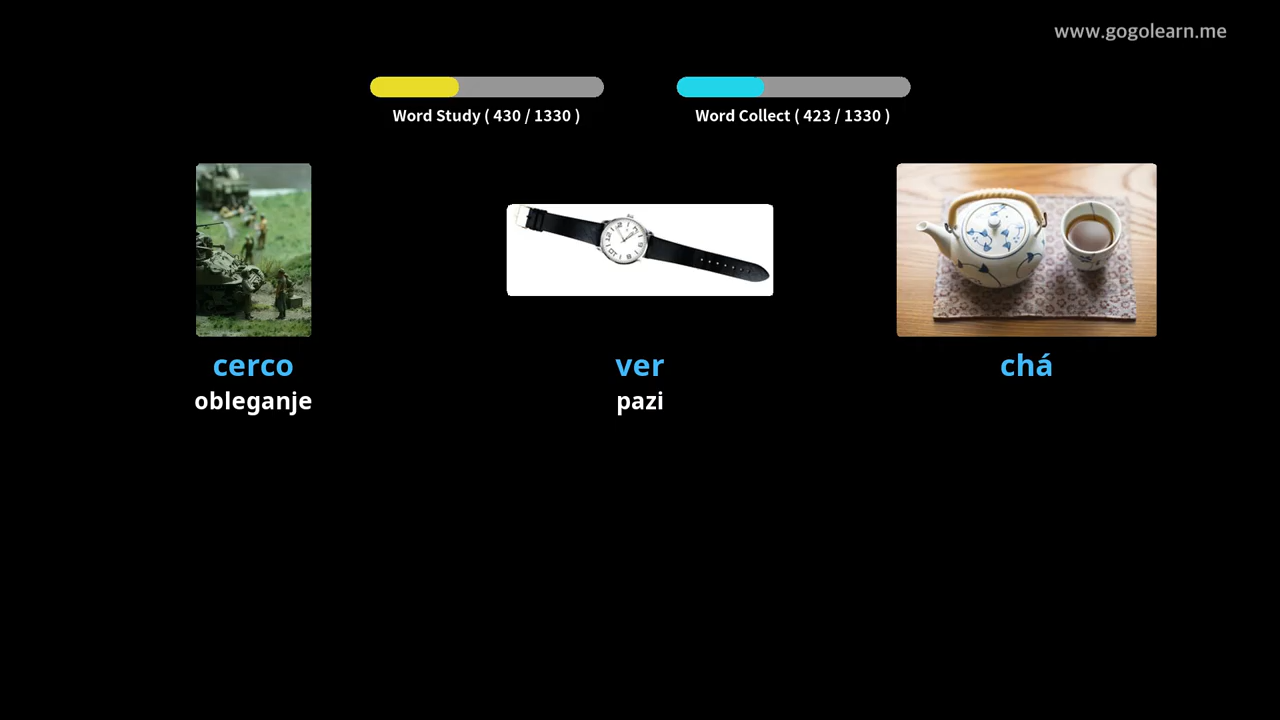 www.gogolearn.me
Word Study ( 430 / 1330 )
Word Collect ( 423 / 1330 )
cerco
obleganje
ver
pazi
chá